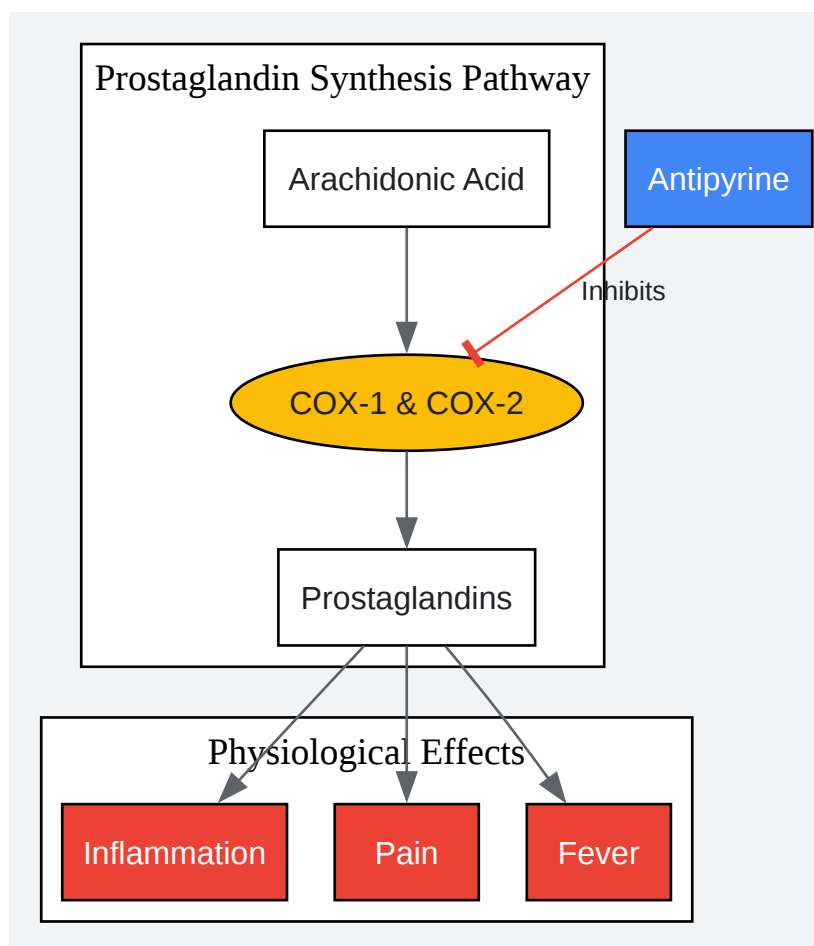 Prostaglandin Synthesis Pathway
Arachidonic Acid
Antipyrine
Inhibits
COX-1 & COX-2
Prostaglandins
Physiological Effects
Inflammation
Pain
Fever